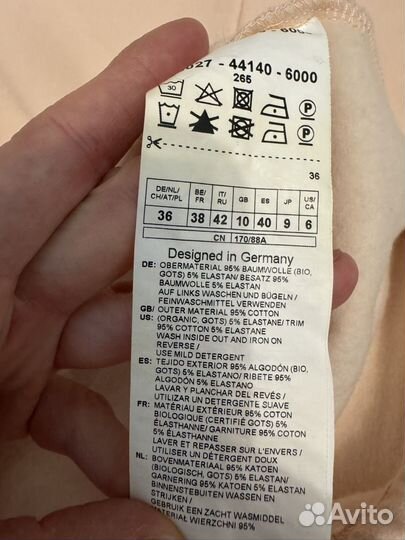 - 44140 - 6000
265
30
P
P
36
DE/NL/ CH/AT/PL BE/ FR IT/ RU GB ES JP US/ CA
36 38 42 10 40 9 6
CN 170/88A
Designed in Germany
DE: OBERMATERIAL 95% BAUMWOLLE (BIO,
GOTS) 5% ELASTAN/ BESATZ 95%
BAUMWOLLE 5% ELASTAN
AUF LINKS WASCHEN UND BÜGELN /
FEINWASCHMITTEL VERWENDEN
GB/ OUTER MATERIAL 95% COTTON
US: (ORGANIC, GOTS) 5% ELASTANE/ TRIM
95% COTTON 5% ELASTANE
WASH INSIDE OUT AND IRON ON
REVERSE /
USE MILD DETERGENT
ES: TEJIDO EXTERIOR 95% ALGODÓN (BIO,
GOTS) 5% ELASTANO/ RIBETE 95%
ALGODÓN 5% ELASTANO
LAVAR Y PLANCHAR DEL REVÉS /
UTILIZAR UN DETERGENTE SUAVE
FR: MATÉRIAU EXTÉRIEUR 95% COTON
BIOLOGIQUE (CERTIFIÉ GOTS) 5%
ÉLASTHANNE/ GARNITURE 95% COTON
5% ÉLASTHANNE
LAVER ET REPASSER SUR L'ENVERS /
UTILISER UN DÉTERGENT DOUX
NL: BOVENMATERIAAL 95% KATOEN
(BIOLOGISCH, GOTS) 5% ELASTAN/
GARNERING 95% KATOEN 5% ELASTAN
BINNENSTEBUITEN WASSEN EN
STRIJKEN /
GEBRUIK EEN ZACHT WASMIDDEL
MATERIAŁ WIERZCHNI 95%
Avito